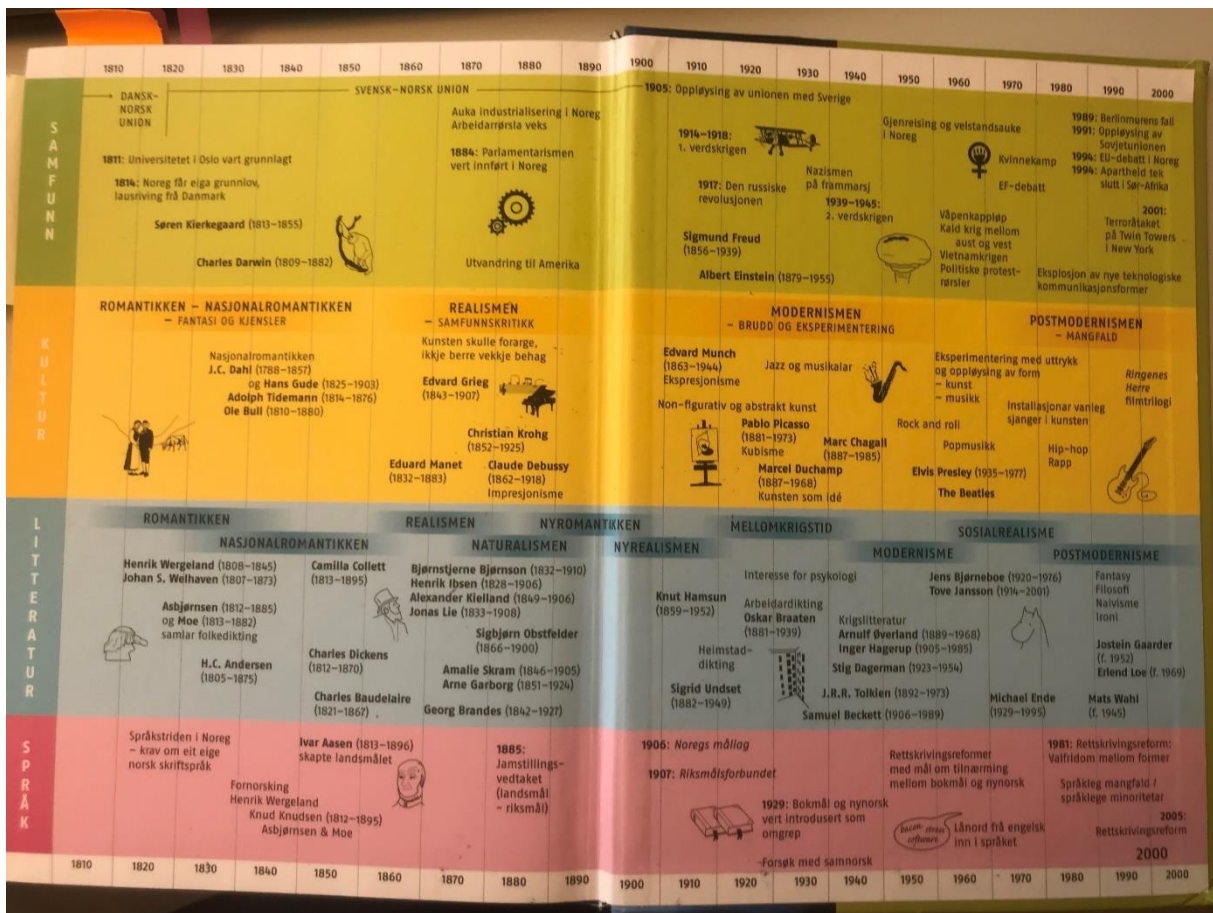 1810 1820 1830 1840 1850 1860 1870 1880 1890 1900 1910 1920 1930 1940 1950 1960 1970 1980 1990 2000
SAMFUNN
DANSK-
NORSK
UNION
SVENSK-NORSK UNION
1811: Universitetet i Oslo vart grunnlagt
1814: Noreg får eiga grunnlov,
lausriving frå Danmark
Søren Kierkegaard (1813–1855)
Charles Darwin (1809–1882)
Auka industrialisering i Noreg
Arbeidarrørsla veks
1884: Parlamentarismen
vert innført i Noreg
Utvandring til Amerika
1905: Oppløysing av unionen med Sverige
1914–1918:
1. verdskrigen
1917: Den russiske
revolusjonen
Nazismen
på frammarsj
1939–1945:
2. verdskrigen
Sigmund Freud
(1856–1939)
Albert Einstein (1879–1955)
Gjenreising og velstandsauke
i Noreg
Kvinnekamp
EF-debatt
Våpenkappløp
Kald krig mellom
aust og vest
Vietnamkrigen
Politiske protest-
rørsler
1989: Berlinmurens fall
1991: Oppløysing av
Sovjetunionen
1994: EU-debatt i Noreg
1994: Apartheid tek
slutt i Sør-Afrika
2001:
Terroråtaket
på Twin Towers
i New York
Eksplosjon av nye teknologiske
kommunikasjonsformer
KULTUR
ROMANTIKKEN – NASJONALROMANTIKKEN
– FANTASI OG KJENSLER
Nasjonalromantikken
J.C. Dahl (1788–1857)
og Hans Gude (1825–1903)
Adolph Tidemann (1814–1876)
Ole Bull (1810–1880)
REALISMEN
– SAMFUNNSKRITIKK
Kunsten skulle forarge,
ikkje berre vekkje behag
Edvard Grieg
(1843–1907)
Christian Krohg
(1852–1925)
Eduard Manet
(1832–1883)
Claude Debussy
(1862–1918)
Impresjonisme
MODERNISMEN
– BRUDD OG EKSPERIMENTERING
Edvard Munch
(1863–1944)
Ekspresjonisme
Jazz og musikalar
Non-figurativ og abstrakt kunst
Pablo Picasso
(1881–1973)
Kubisme
Marc Chagall
(1887–1985)
Marcel Duchamp
(1887–1968)
Kunsten som idé
POSTMODERNISMEN
– MANGFALD
Eksperimentering med uttrykk
og oppløysing av form
– kunst
– musikk
Ringenes
Herre
filmtrilogi
Installasjonar vanleg
sjanger i kunsten
Rock and roll
Popmusikk
Hip-hop
Rapp
Elvis Presley (1935–1977)
The Beatles
LITTERATUR
ROMANTIKKEN
NASJONALROMANTIKKEN
REALISMEN
NATURALISMEN
NYROMANTIKKEN
NYREALISMEN
MELLOMKRIGSTID
MODERNISME
SOSIALREALISME
POSTMODERNISME
Henrik Wergeland (1808–1845)
Johan S. Welhaven (1807–1873)
Asbjørnsen (1812–1885)
og Moe (1813–1882)
samlar folkedikting
H.C. Andersen
(1805–1875)
Camilla Collett
(1813–1895)
Charles Dickens
(1812–1870)
Charles Baudelaire
(1821–1867)
Bjørnstjerne Bjørnson (1832–1910)
Henrik Ibsen (1828–1906)
Alexander Kielland (1849–1906)
Jonas Lie (1833–1908)
Sigbjørn Obstfelder
(1866–1900)
Amalie Skram (1846–1905)
Arne Garborg (1851–1924)
Georg Brandes (1842–1927)
Knut Hamsun
(1859–1952)
Interesse for psykologi
Arbeidardikting
Oskar Braaten
(1881–1939)
Heimstad-
dikting
Sigrid Undset
(1882–1949)
Krigslitteratur
Arnulf Øverland (1889–1968)
Inger Hagerup (1905–1985)
Stig Dagerman (1923–1954)
J.R.R. Tolkien (1892–1973)
Samuel Beckett (1906–1989)
Jens Bjørneboe (1920–1976)
Tove Jansson (1914–2001)
Michael Ende
(1929–1995)
Fantasy
Filosofi
Naivisme
Ironi
Jostein Gaarder
(f. 1952)
Erlend Loe (f. 1969)
Mats Wahl
(f. 1945)
SPRÅK
Språkstriden i Noreg
– krav om eit eige
norsk skriftspråk
Fornorsking
Henrik Wergeland
Knud Knudsen (1812–1895)
Asbjørnsen & Moe
Ivar Aasen (1813–1896)
skapte landsmålet
1885:
Jamstillings-
vedtaket
(landsmål
– riksmål)
1906: Noregs mållag
1907: Riksmålsforbundet
1929: Bokmål og nynorsk
vert introdusert som
omgrep
Forsøk med samnorsk
Rettskrivingsreformer
med mål om tilnærming
mellom bokmål og nynorsk
bacon stress
software
Lånord frå engelsk
inn i språket
1981: Rettskrivingsreform:
Valfridom mellom former
Språkleg mangfald /
språklege minoritetar
2005:
Rettskrivingsreform
2000
1810 1820 1830 1840 1850 1860 1870 1880 1890 1900 1910 1920 1930 1940 1950 1960 1970 1980 1990 2000